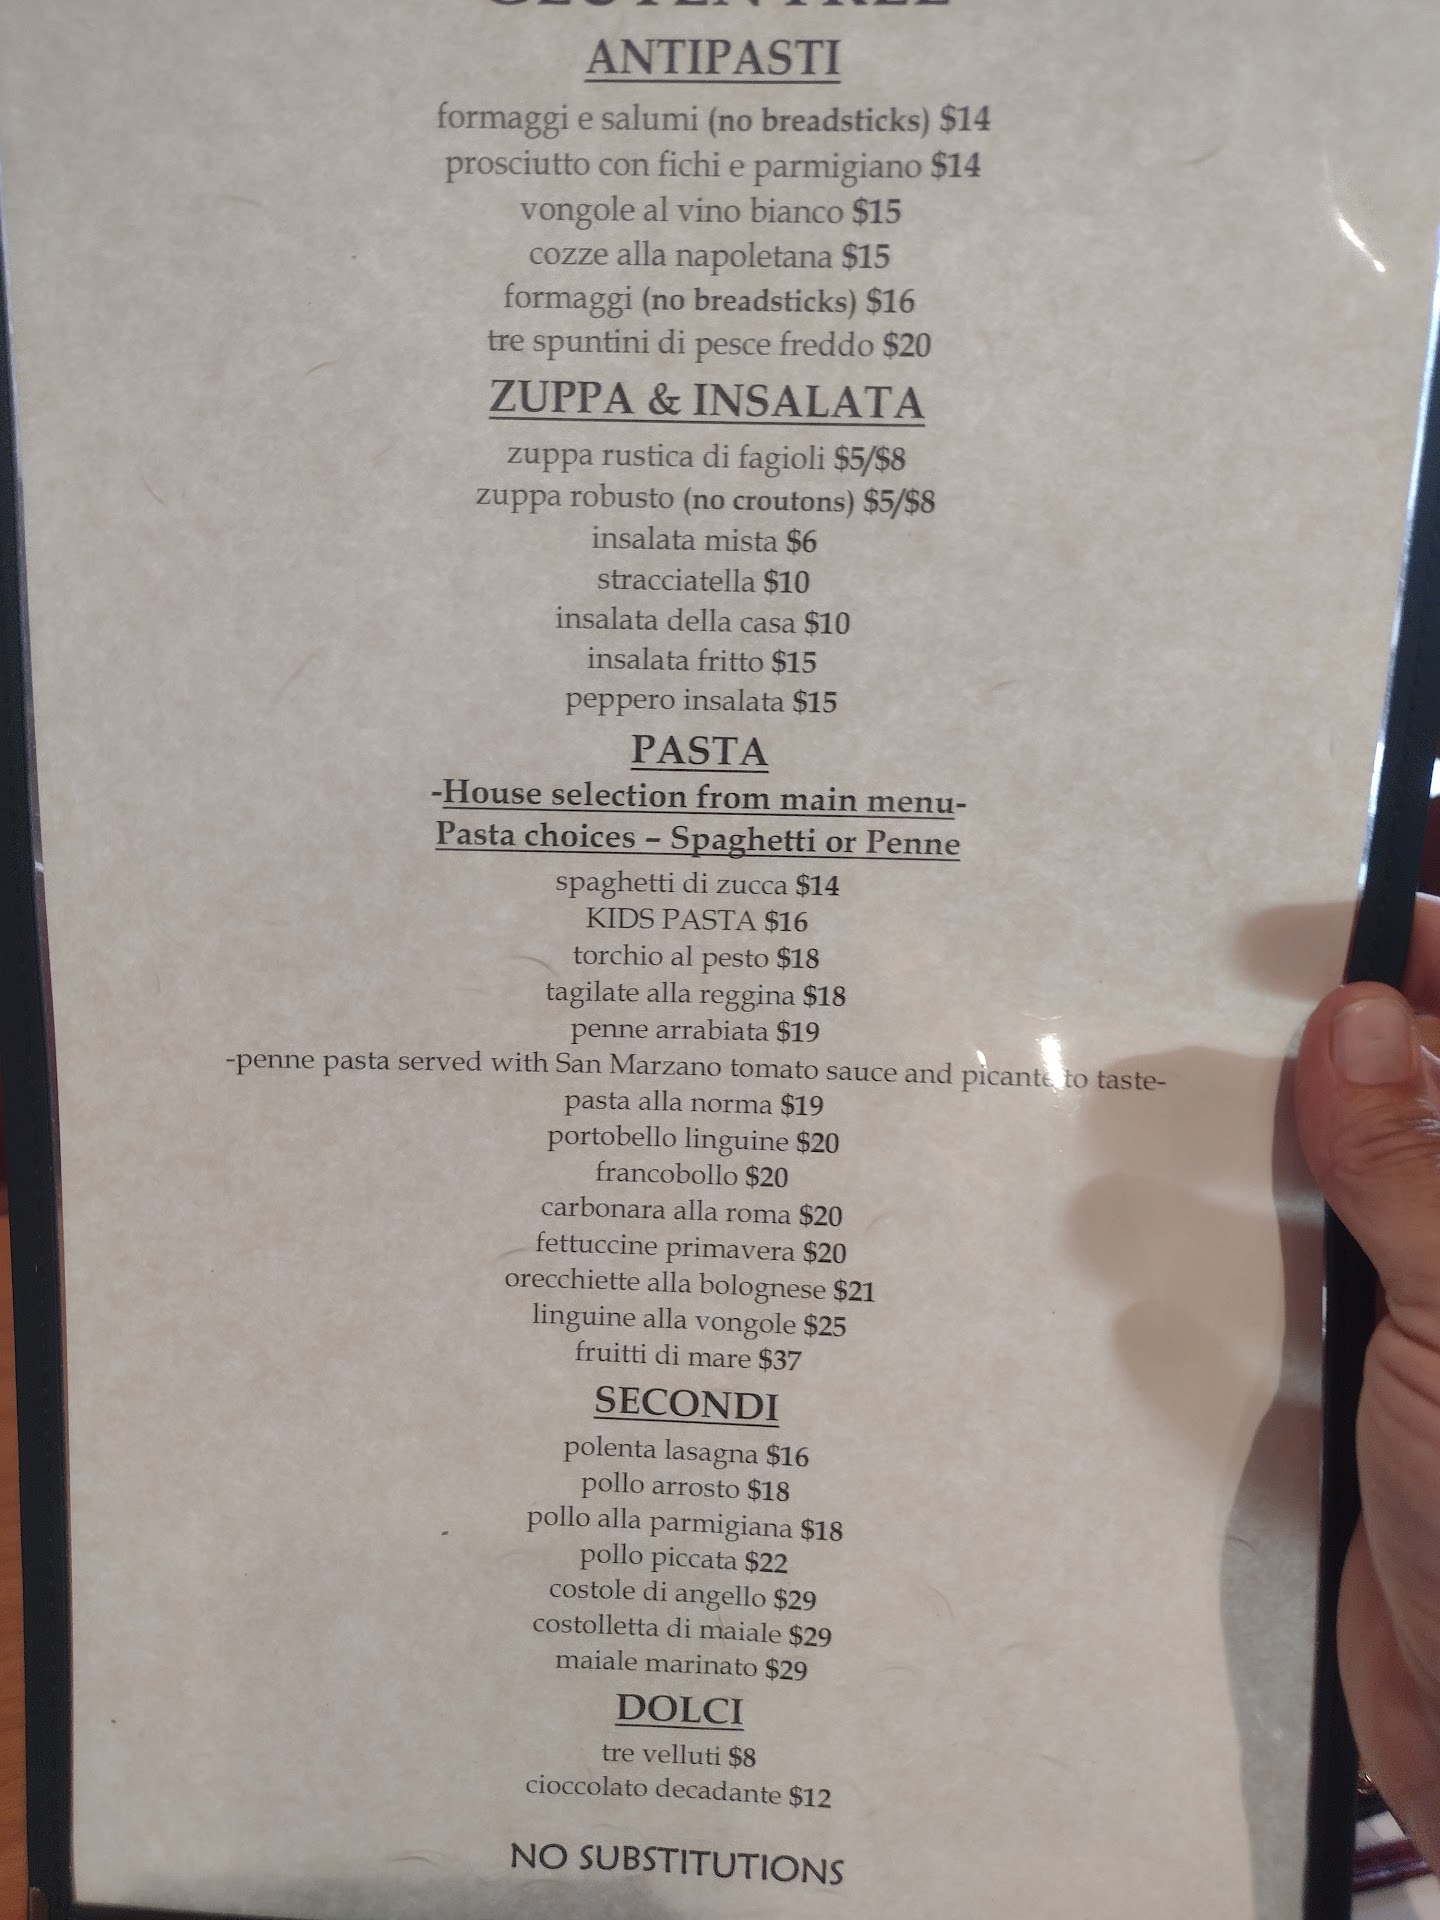 GLUTEN FREE
ANTIPASTI
formaggi e salumi (no breadsticks) $14
prosciutto con fichi e parmigiano $14
vongole al vino bianco $15
cozze alla napoletana $15
formaggi (no breadsticks) $16
tre spuntini di pesce freddo $20
ZUPPA & INSALATA
zuppa rustica di fagioli $5/$8
zuppa robusto (no croutons) $5/$8
insalata mista $6
stracciatella $10
insalata della casa $10
insalata fritto $15
peppero insalata $15
PASTA
-House selection from main menu-
Pasta choices – Spaghetti or Penne
spaghetti di zucca $14
KIDS PASTA $16
torchio al pesto $18
tagilate alla reggina $18
penne arrabiata $19
-penne pasta served with San Marzano tomato sauce and picante to taste-
pasta alla norma $19
portobello linguine $20
francobollo $20
carbonara alla roma $20
fettuccine primavera $20
orecchiette alla bolognese $21
linguine alla vongole $25
fruitti di mare $37
SECONDI
polenta lasagna $16
pollo arrosto $18
pollo alla parmigiana $18
pollo piccata $22
costole di angello $29
costolletta di maiale $29
maiale marinato $29
DOLCI
tre velluti $8
cioccolato decadante $12
NO SUBSTITUTIONS